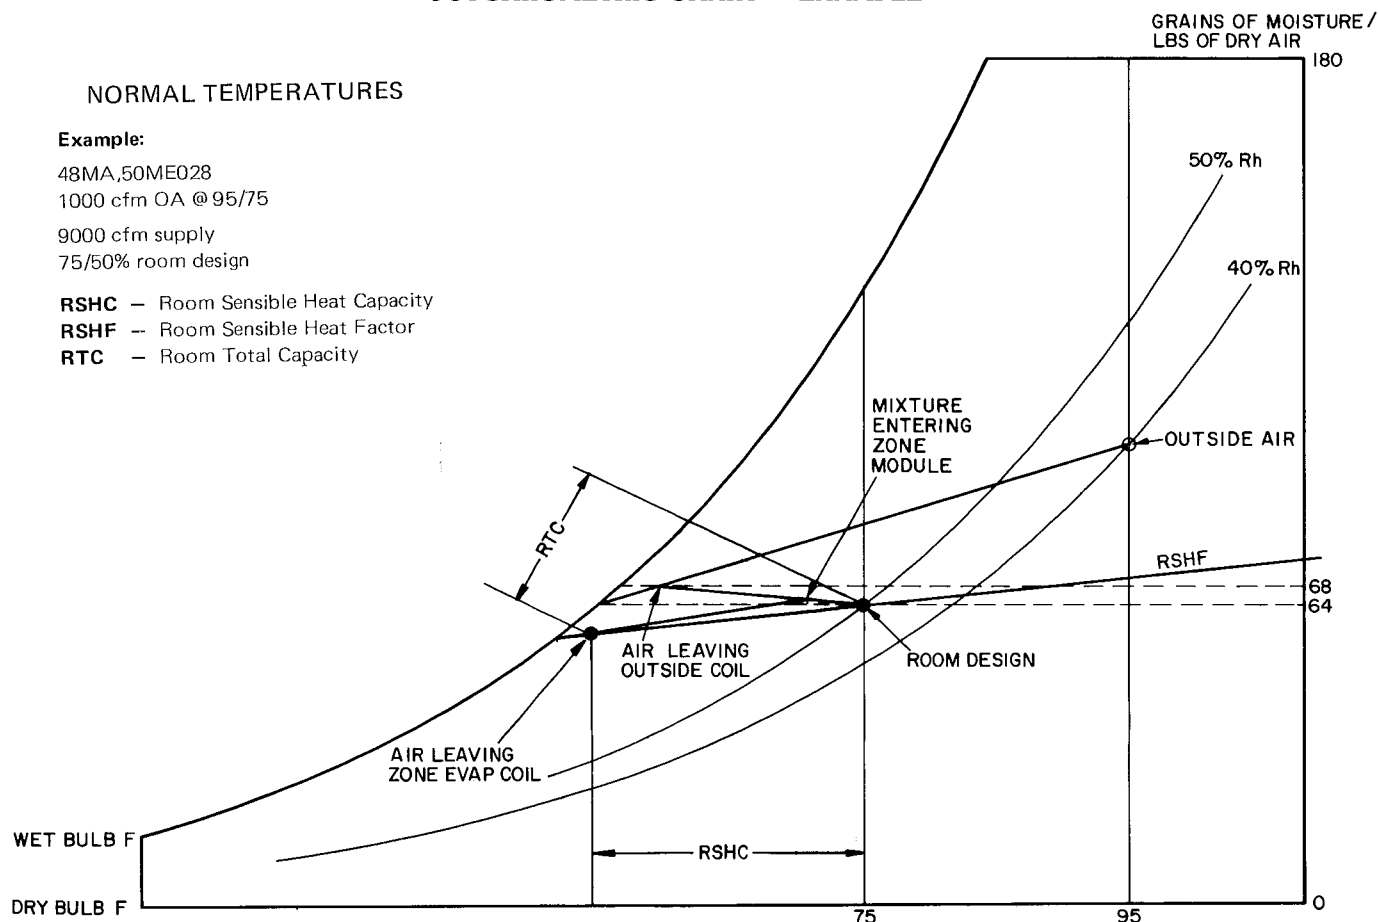 GRAINS OF MOISTURE/
LBS OF DRY AIR
180
NORMAL TEMPERATURES
Example:
48MA,50ME028
1000 cfm OA @ 95/75
9000 cfm supply
75/50% room design
RSHC — Room Sensible Heat Capacity
RSHF — Room Sensible Heat Factor
RTC — Room Total Capacity
50% Rh
40% Rh
MIXTURE
ENTERING
ZONE
MODULE
OUTSIDE AIR
RTC
RSHF
68
64
AIR LEAVING
OUTSIDE COIL
ROOM DESIGN
AIR LEAVING
ZONE EVAP COIL
WET BULB F
RSHC
DRY BULB F
75
95
0